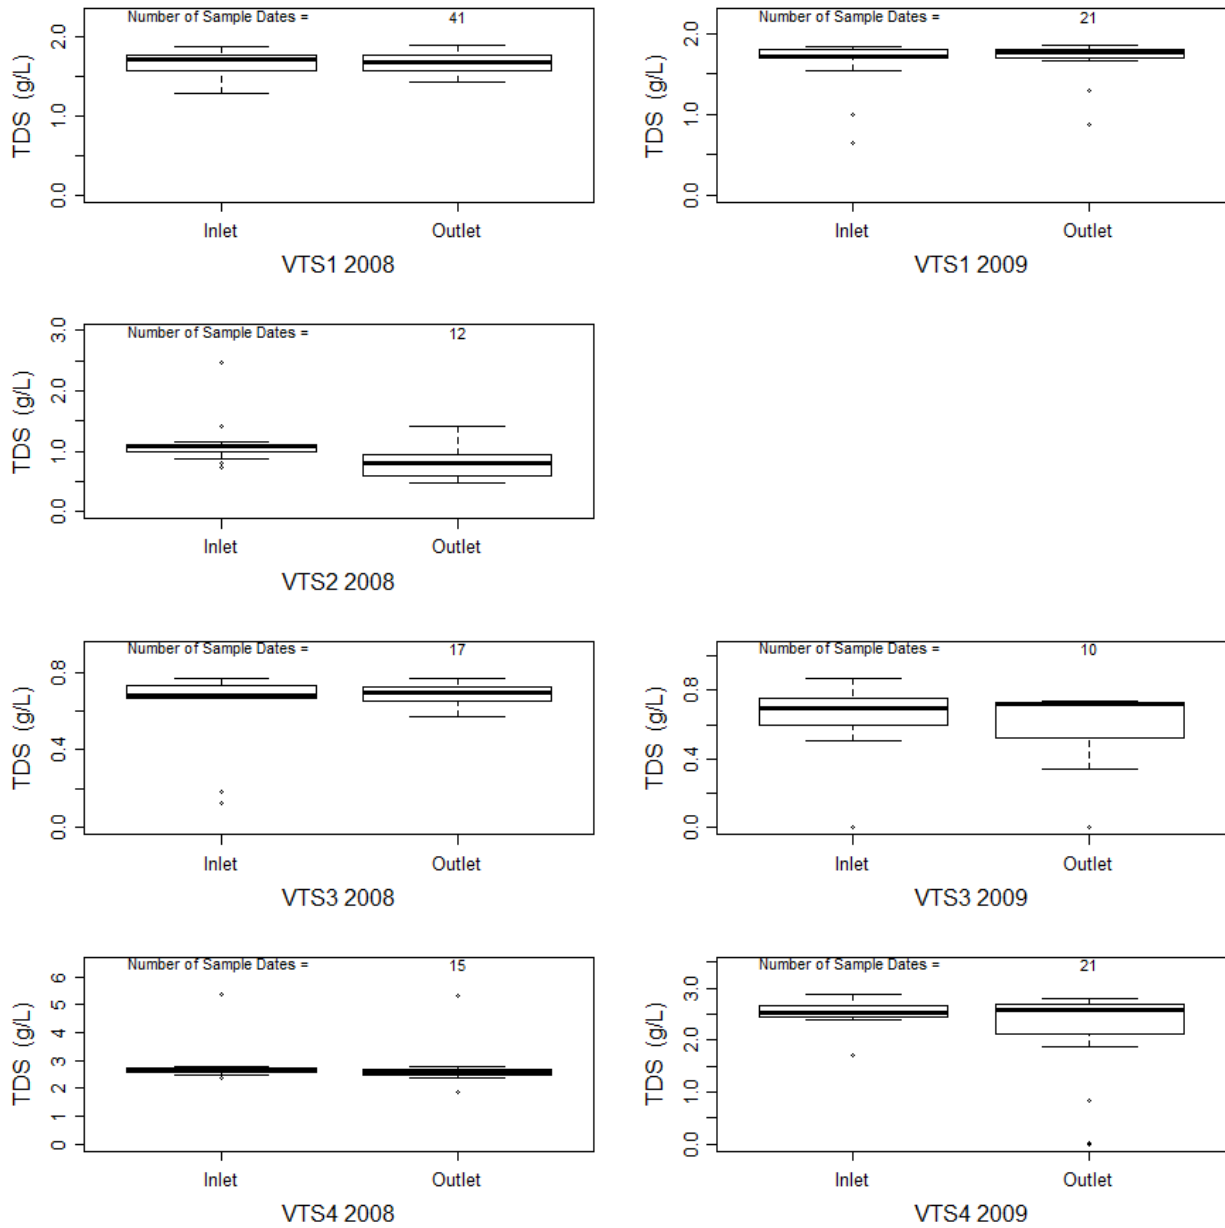 Number of Sample Dates = 41
TDS (g/L)
2.0
1.0
0.0
Inlet Outlet
VTS1 2008
Number of Sample Dates = 21
TDS (g/L)
2.0
1.0
0.0
Inlet Outlet
VTS1 2009
Number of Sample Dates = 12
TDS (g/L)
3.0
2.0
1.0
0.0
Inlet Outlet
VTS2 2008
Number of Sample Dates = 17
TDS (g/L)
0.8
0.4
0.0
Inlet Outlet
VTS3 2008
Number of Sample Dates = 10
TDS (g/L)
0.8
0.4
0.0
Inlet Outlet
VTS3 2009
Number of Sample Dates = 15
TDS (g/L)
6
5
4
3
2
1
0
Inlet Outlet
VTS4 2008
Number of Sample Dates = 21
TDS (g/L)
3.0
2.0
1.0
0.0
Inlet Outlet
VTS4 2009